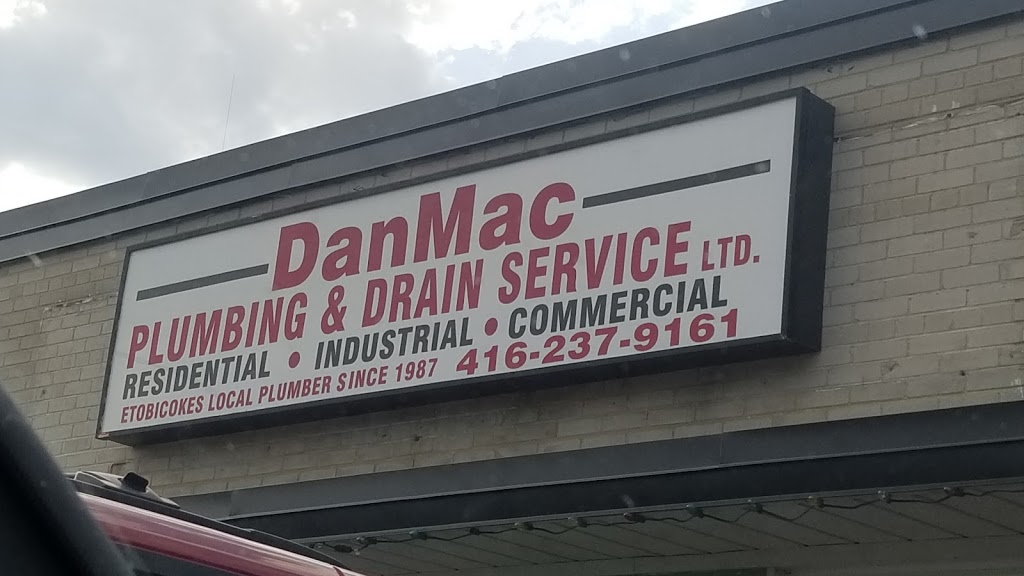 DanMac
PLUMBING & DRAIN SERVICE LTD.
RESIDENTIAL • INDUSTRIAL • COMMERCIAL
ETOBICOKES LOCAL PLUMBER SINCE 1987 416-237-9161